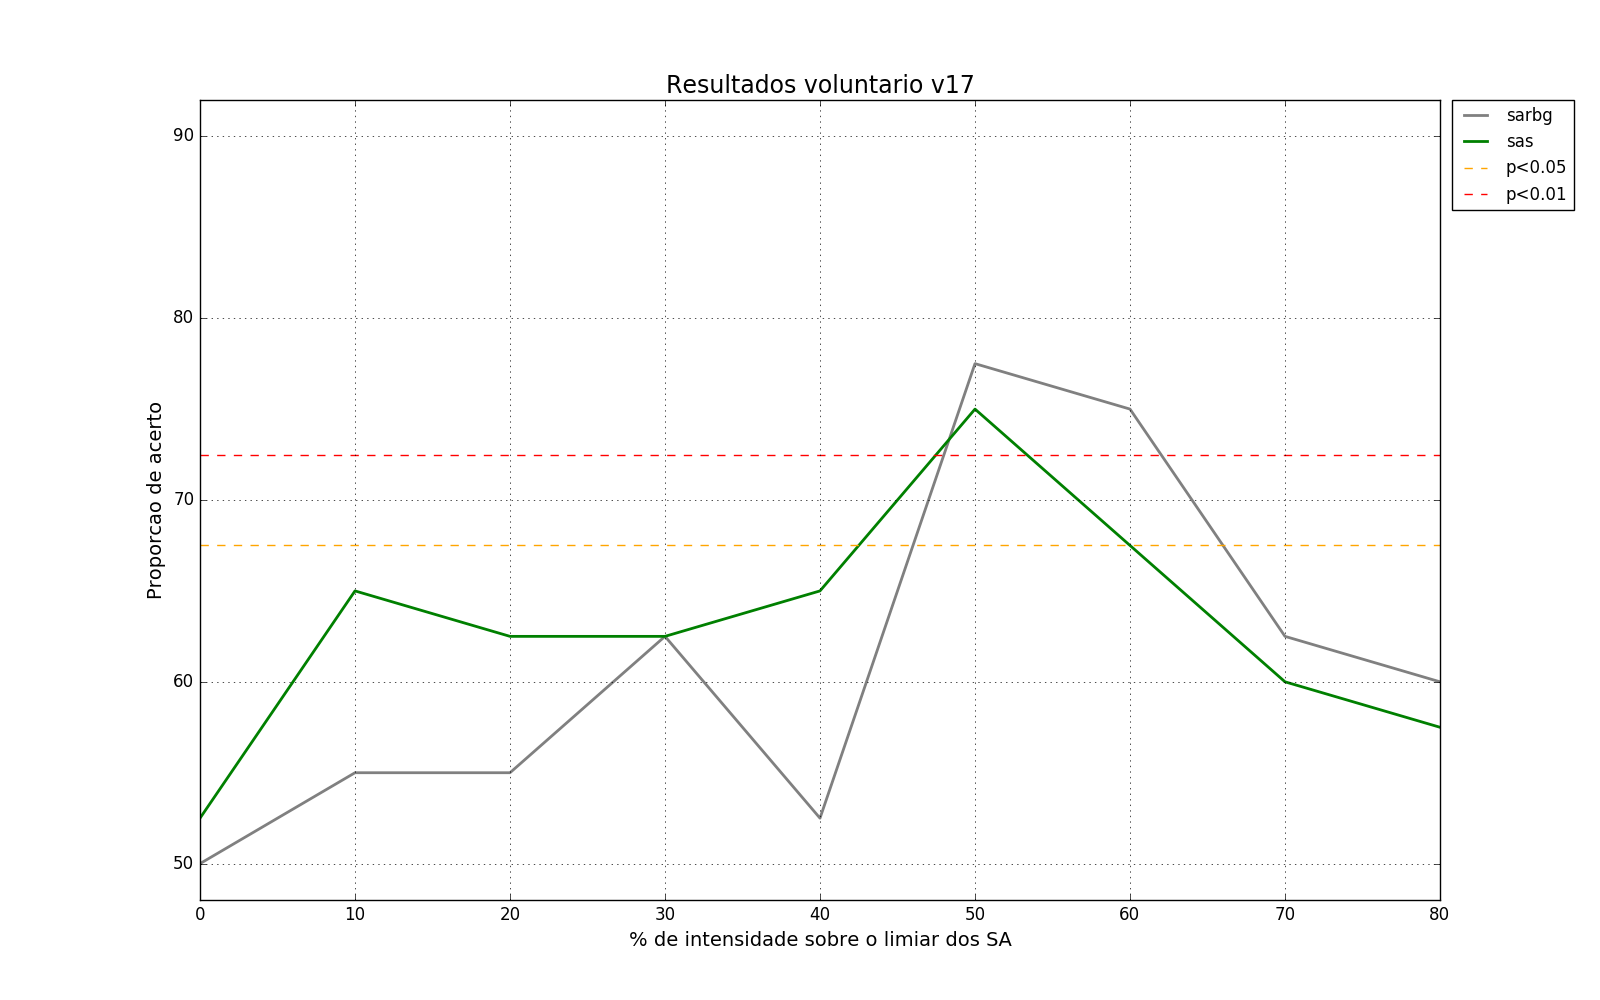 Resultados voluntario v17
sarbg
sas
p<0.05
p<0.01
Proporcao de acerto
90
80
70
60
50
0 10 20 30 40 50 60 70 80
% de intensidade sobre o limiar dos SA